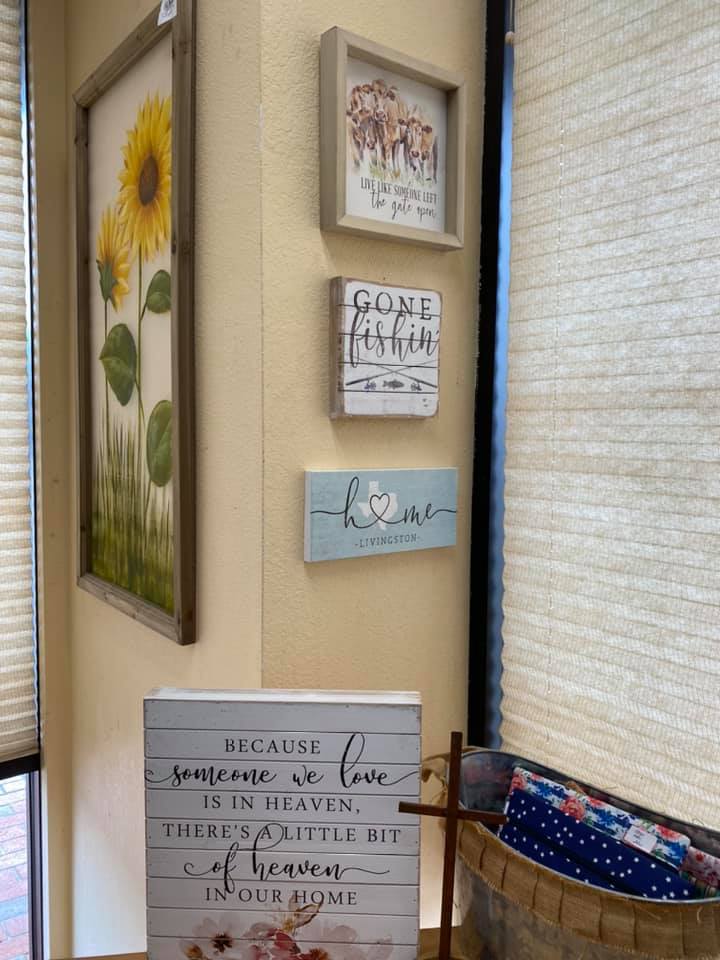 LIVE LIKE SOMEONE LEFT
the gate open
GONE
fishin'
home
-LIVINGSTON-
BECAUSE
someone we love
IS IN HEAVEN,
THERE'S A LITTLE BIT
of heaven
IN OUR HOME